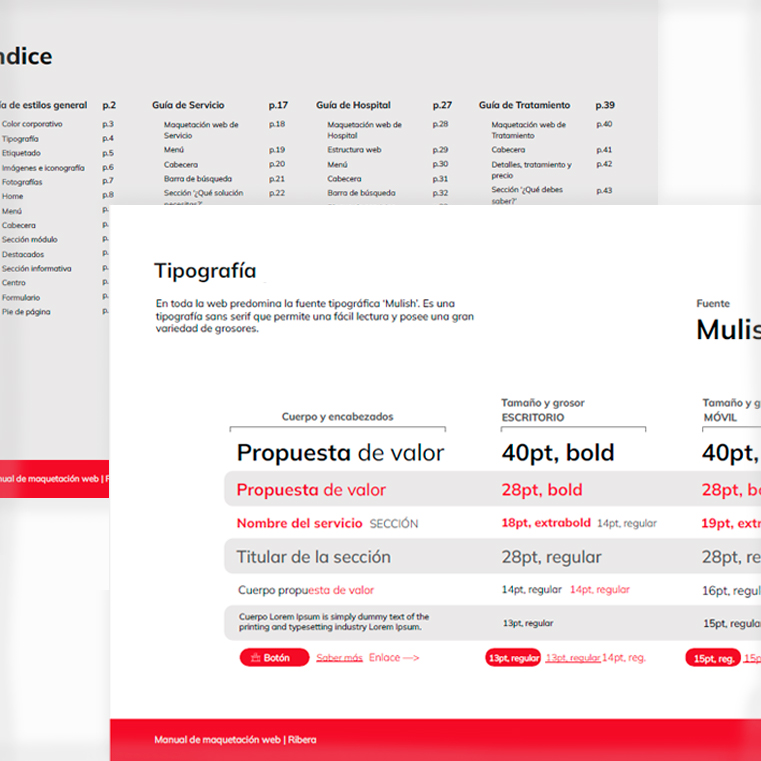 ndice
ía de estilos general p.2
Color corporativo p.3
Tipografía p.4
Etiquetado p.5
Imágenes e iconografía p.6
Fotografías p.7
Home p.8
Menú p.
Cabecera p.
Sección módulo p.
Destacados p.
Sección informativa p.
Centro p.
Formulario p.
Pie de página p.
Guía de Servicio p.17
Maquetación web de p.18
Servicio
Menú p.19
Cabecera p.20
Barra de búsqueda p.21
Sección '¿Qué solución p.22
necesitas?'
Guía de Hospital p.27
Maquetación web de p.28
Hospital
Estructura web p.29
Menú p.30
Cabecera p.31
Barra de búsqueda p.32
Guía de Tratamiento p.39
Maquetación web de p.40
Tratamiento
Cabecera p.41
Detalles, tratamiento y p.42
precio
Sección '¿Qué debes p.43
saber?'
nual de maquetación web |
Tipografía
En toda la web predomina la fuente tipográfica 'Mulish'. Es una
tipografía sans serif que permite una fácil lectura y posee una gran
variedad de grosores.
Fuente
Mulis
Cuerpo y encabezados
Tamaño y grosor
ESCRITORIO
Tamaño y g
MÓVIL
Propuesta de valor 40pt, bold 40pt,
Propuesta de valor 28pt, bold 28pt, b
Nombre del servicio SECCIÓN 18pt, extrabold 14pt, regular 19pt, extr
Titular de la sección 28pt, regular 28pt, re
Cuerpo propuesta de valor 14pt, regular 14pt, regular 16pt, regul
Cuerpo Lorem Ipsum is simply dummy text of the
printing and typesetting industry Lorem Ipsum.
13pt, regular 15pt, regula
Botón Saber más Enlace —> 13pt, regular 13pt, regular 14pt, reg. 15pt, reg. 15p
Manual de maquetación web | Ribera